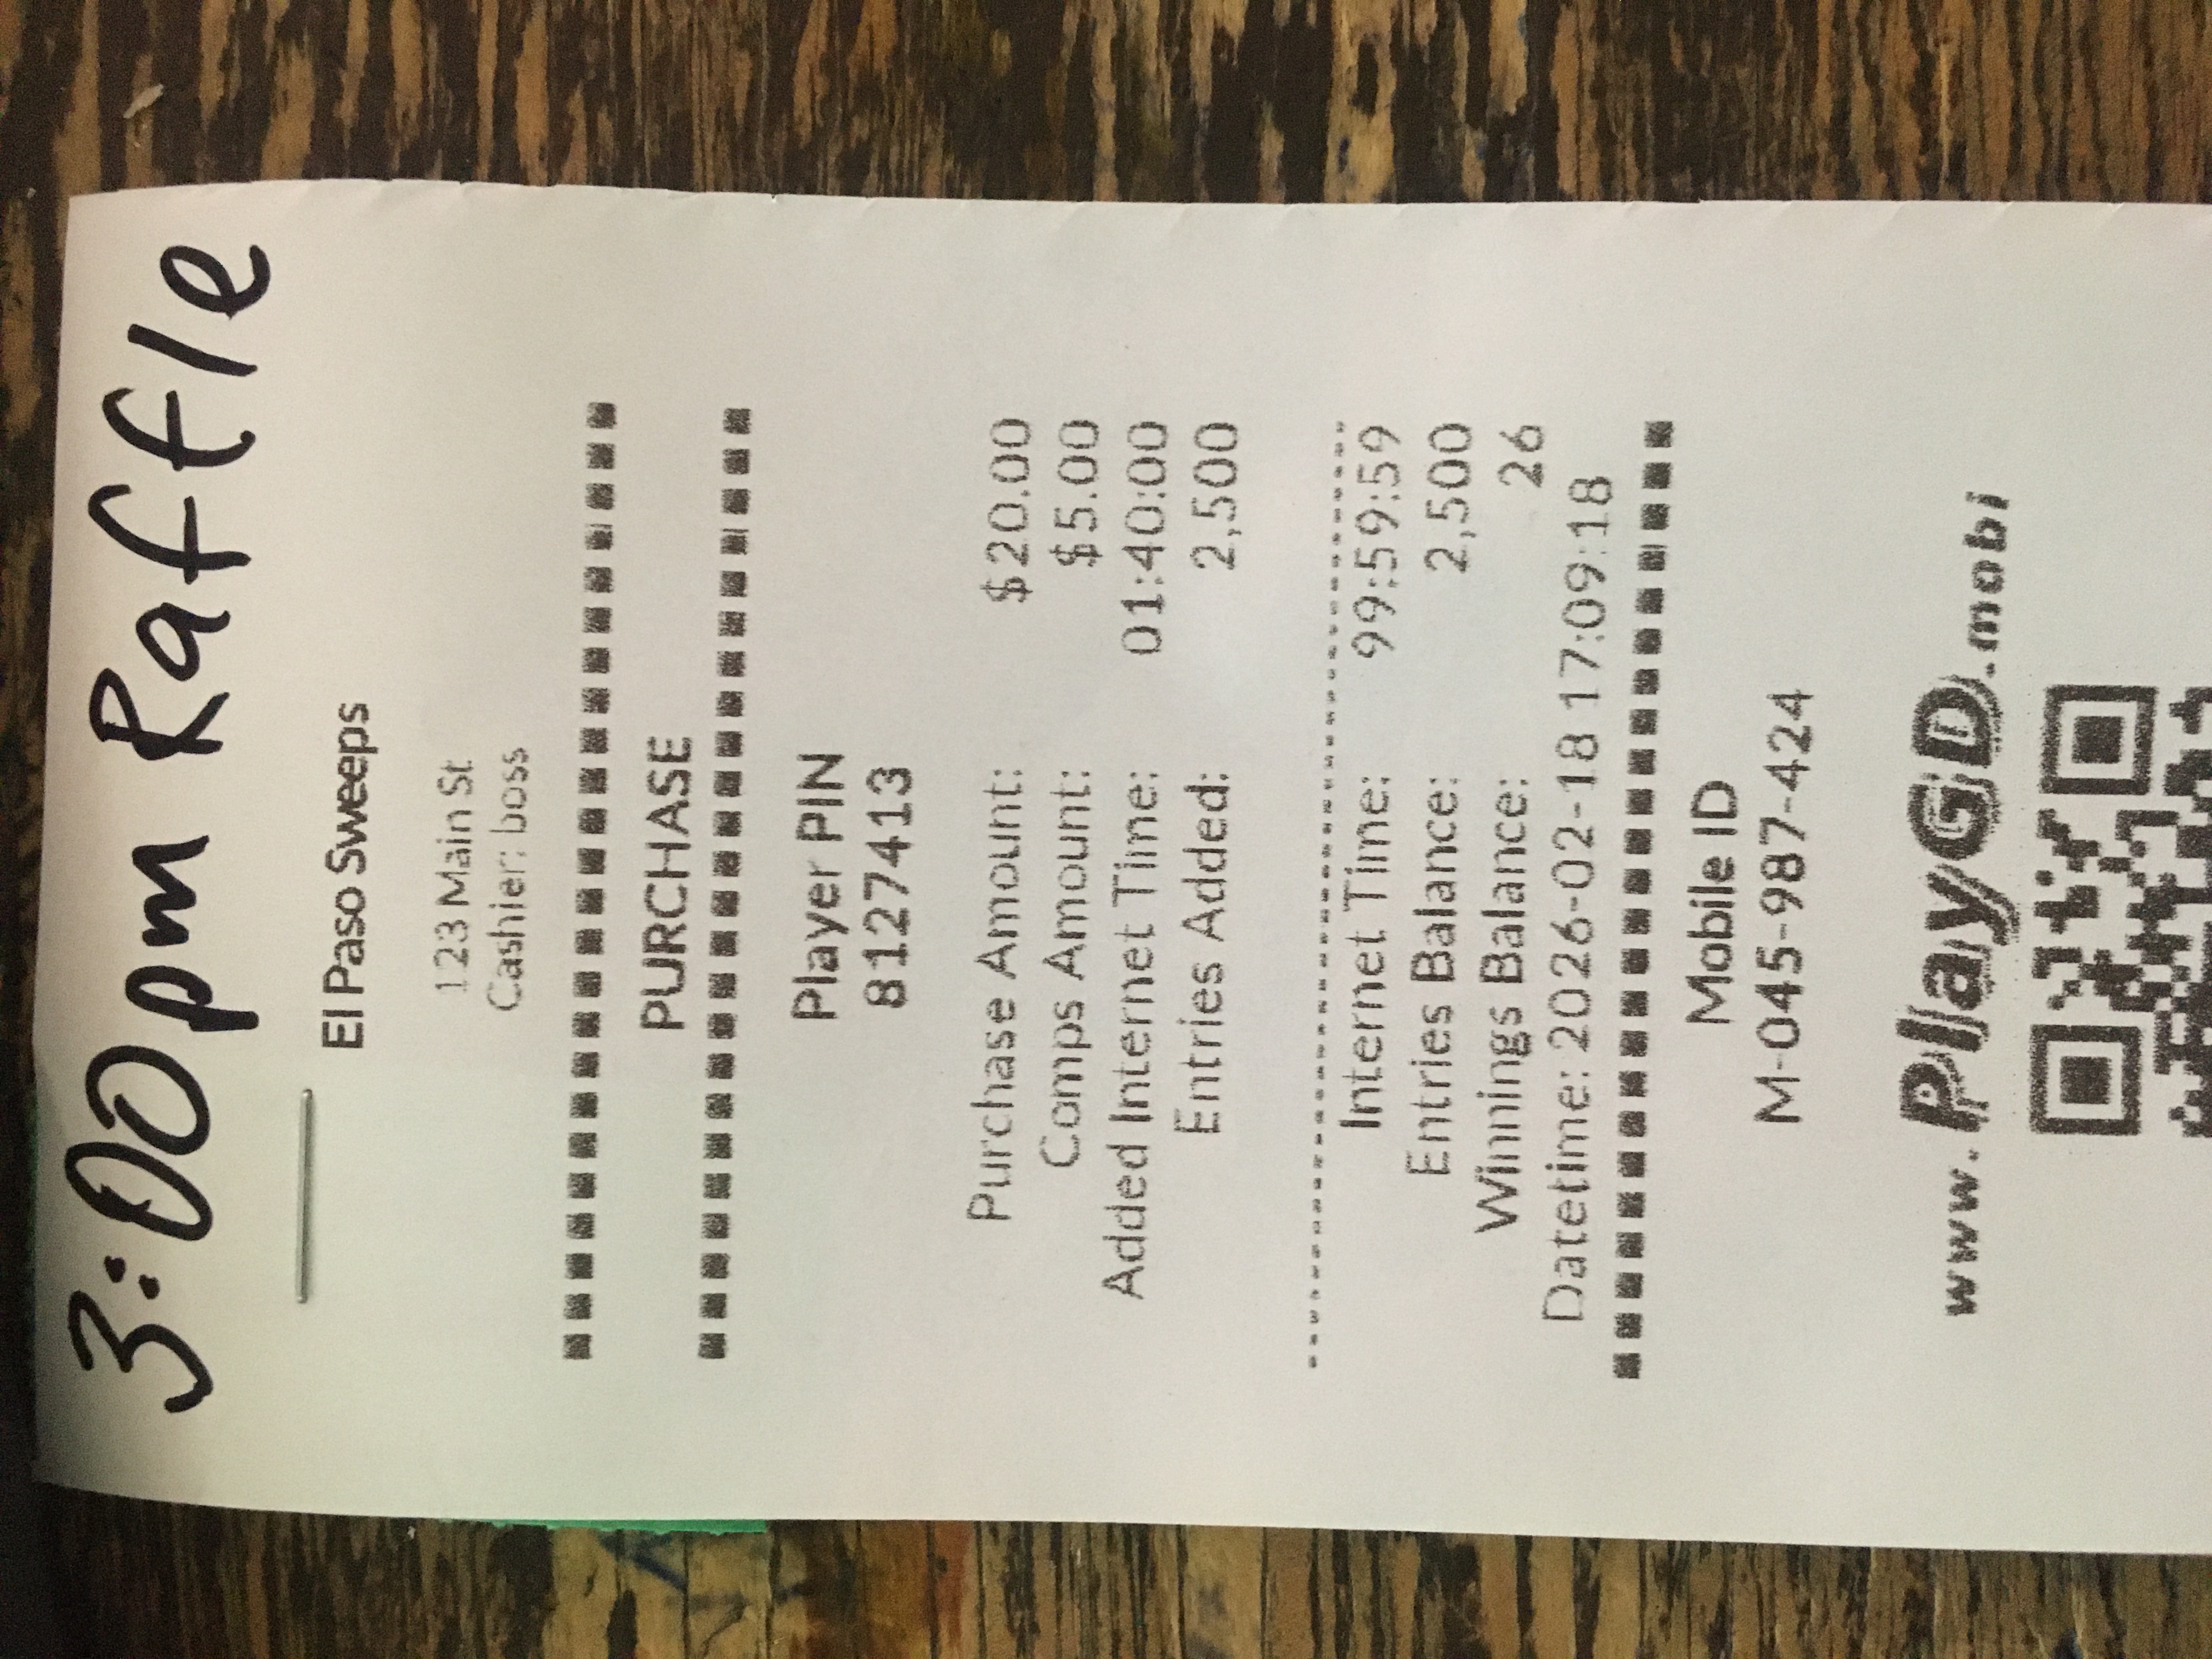 3:00 pm Raffle
El Paso Sweeps
123 Main St
Cashier: boss
PURCHASE
Player PIN
8127413
Purchase Amount: $20.00
Comps Amount: $5.00
Added Internet Time: 01:40:00
Entries Added: 2,500
Internet Time: 99:59:59
Entries Balance: 2,500
Winnings Balance: 26
Datetime: 2026-02-18 17:09:18
Mobile ID
M-045-987-424
www.PlayGD.mobi